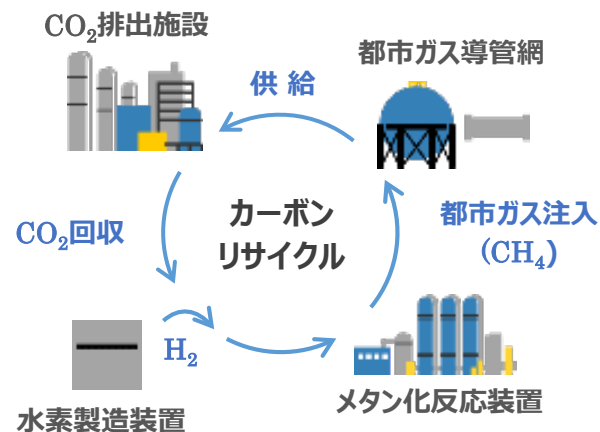 CO₂排出施設
都市ガス導管網
供給
カーボン
リサイクル
都市ガス注入
(CH₄)
CO₂回収
H₂
水素製造装置
メタン化反応装置